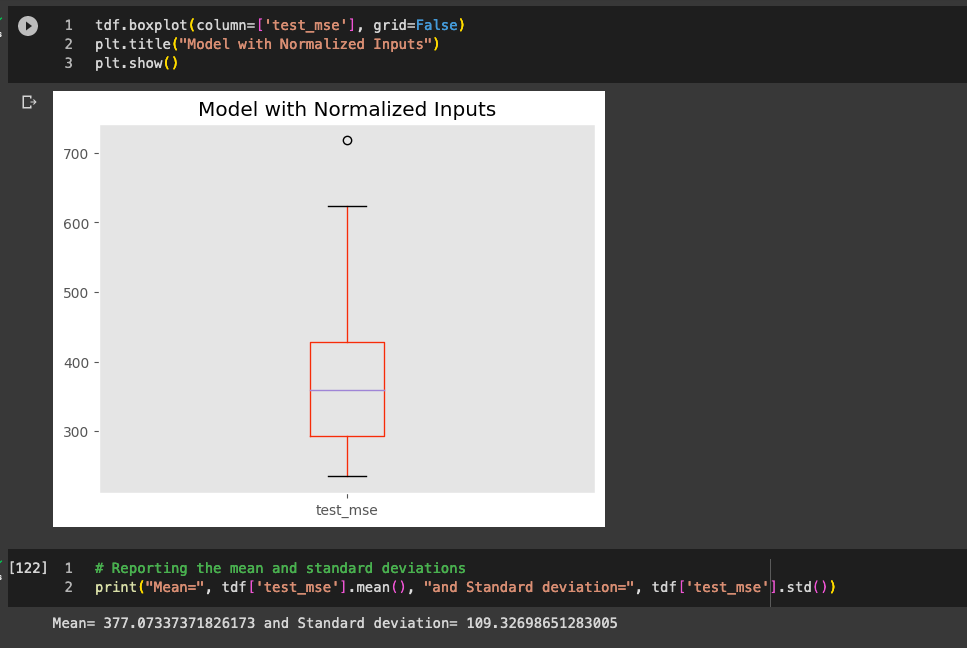 1 tdf.boxplot(column=['test_mse'], grid=False)
2 plt.title("Model with Normalized Inputs")
3 plt.show()
Model with Normalized Inputs
700
600
500
400
300
test_mse
[122] 1 # Reporting the mean and standard deviations
2 print("Mean=", tdf['test_mse'].mean(), "and Standard deviation=", tdf['test_mse'].std())
Mean= 377.07337371826173 and Standard deviation= 109.32698651283005